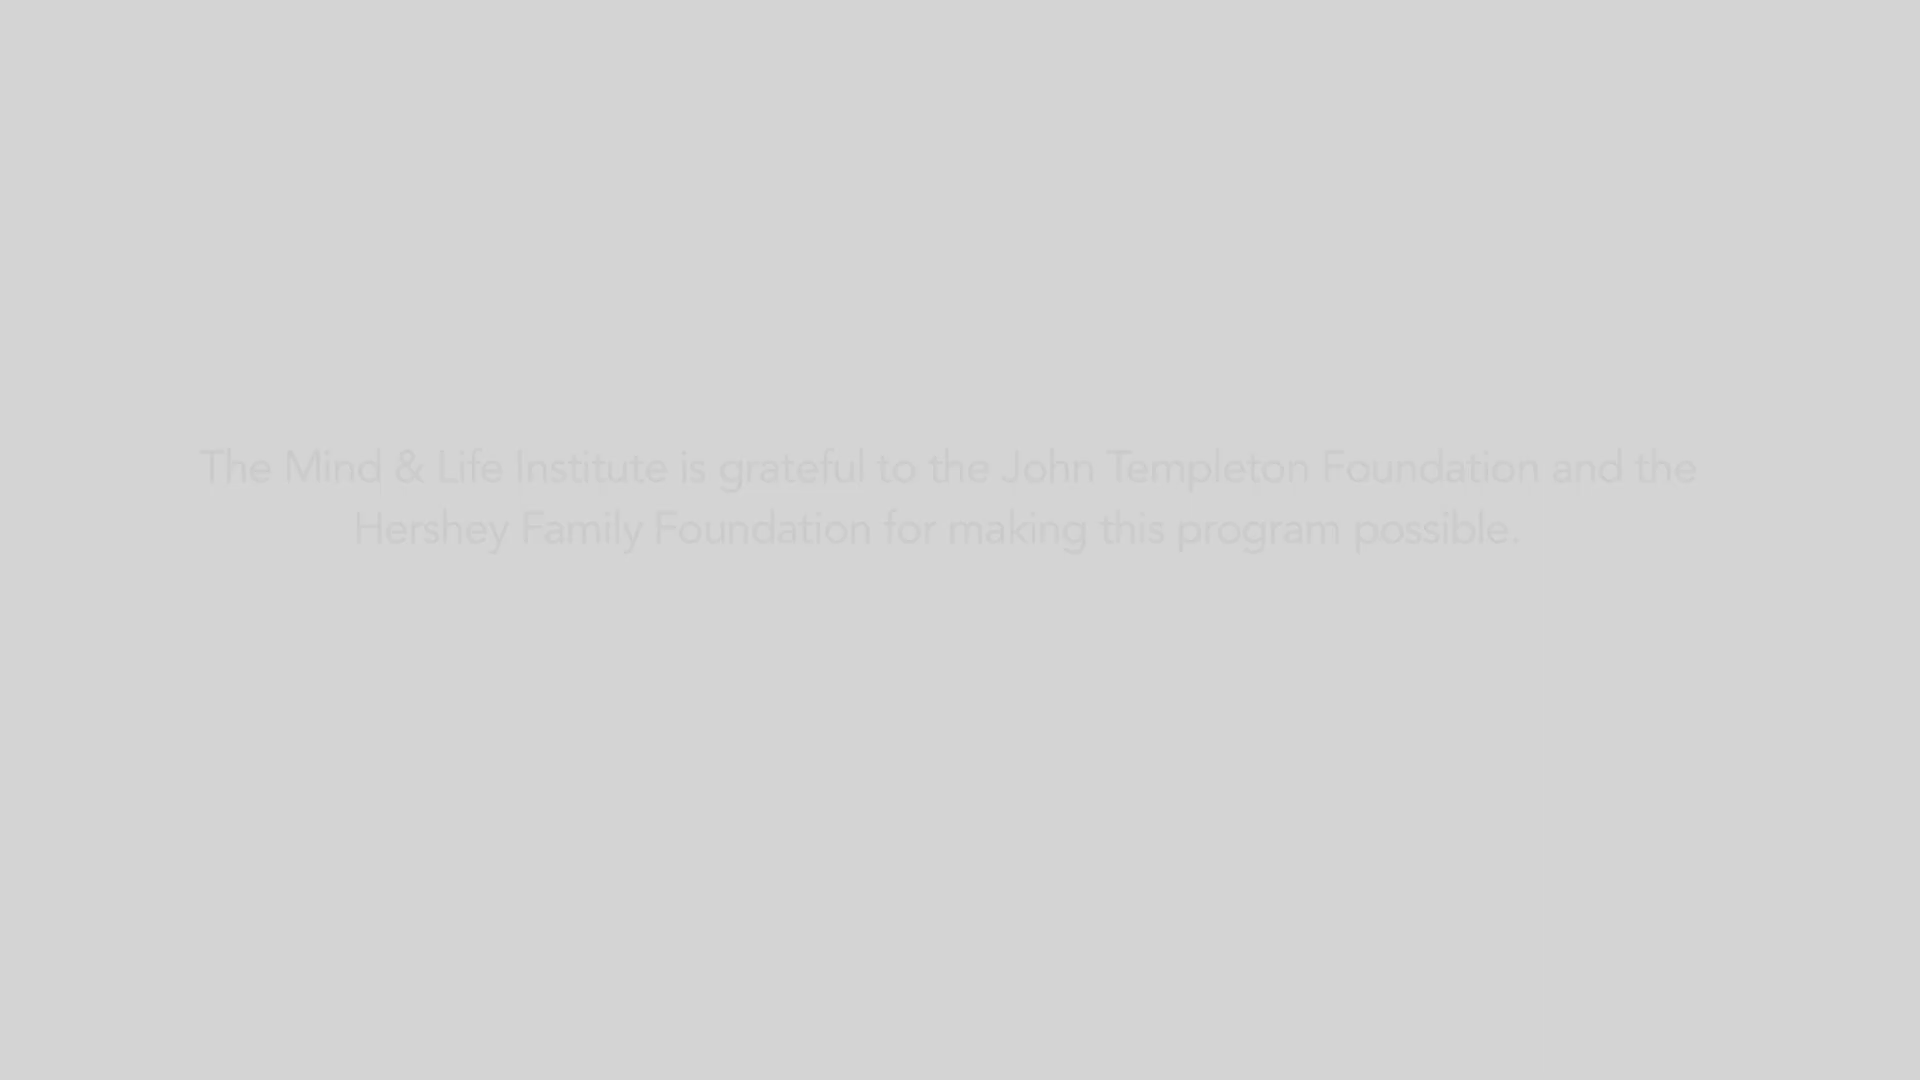 The Mind & Life Institute is grateful to the John Templeton Foundation and the
Hershey Family Foundation for making this program possible.